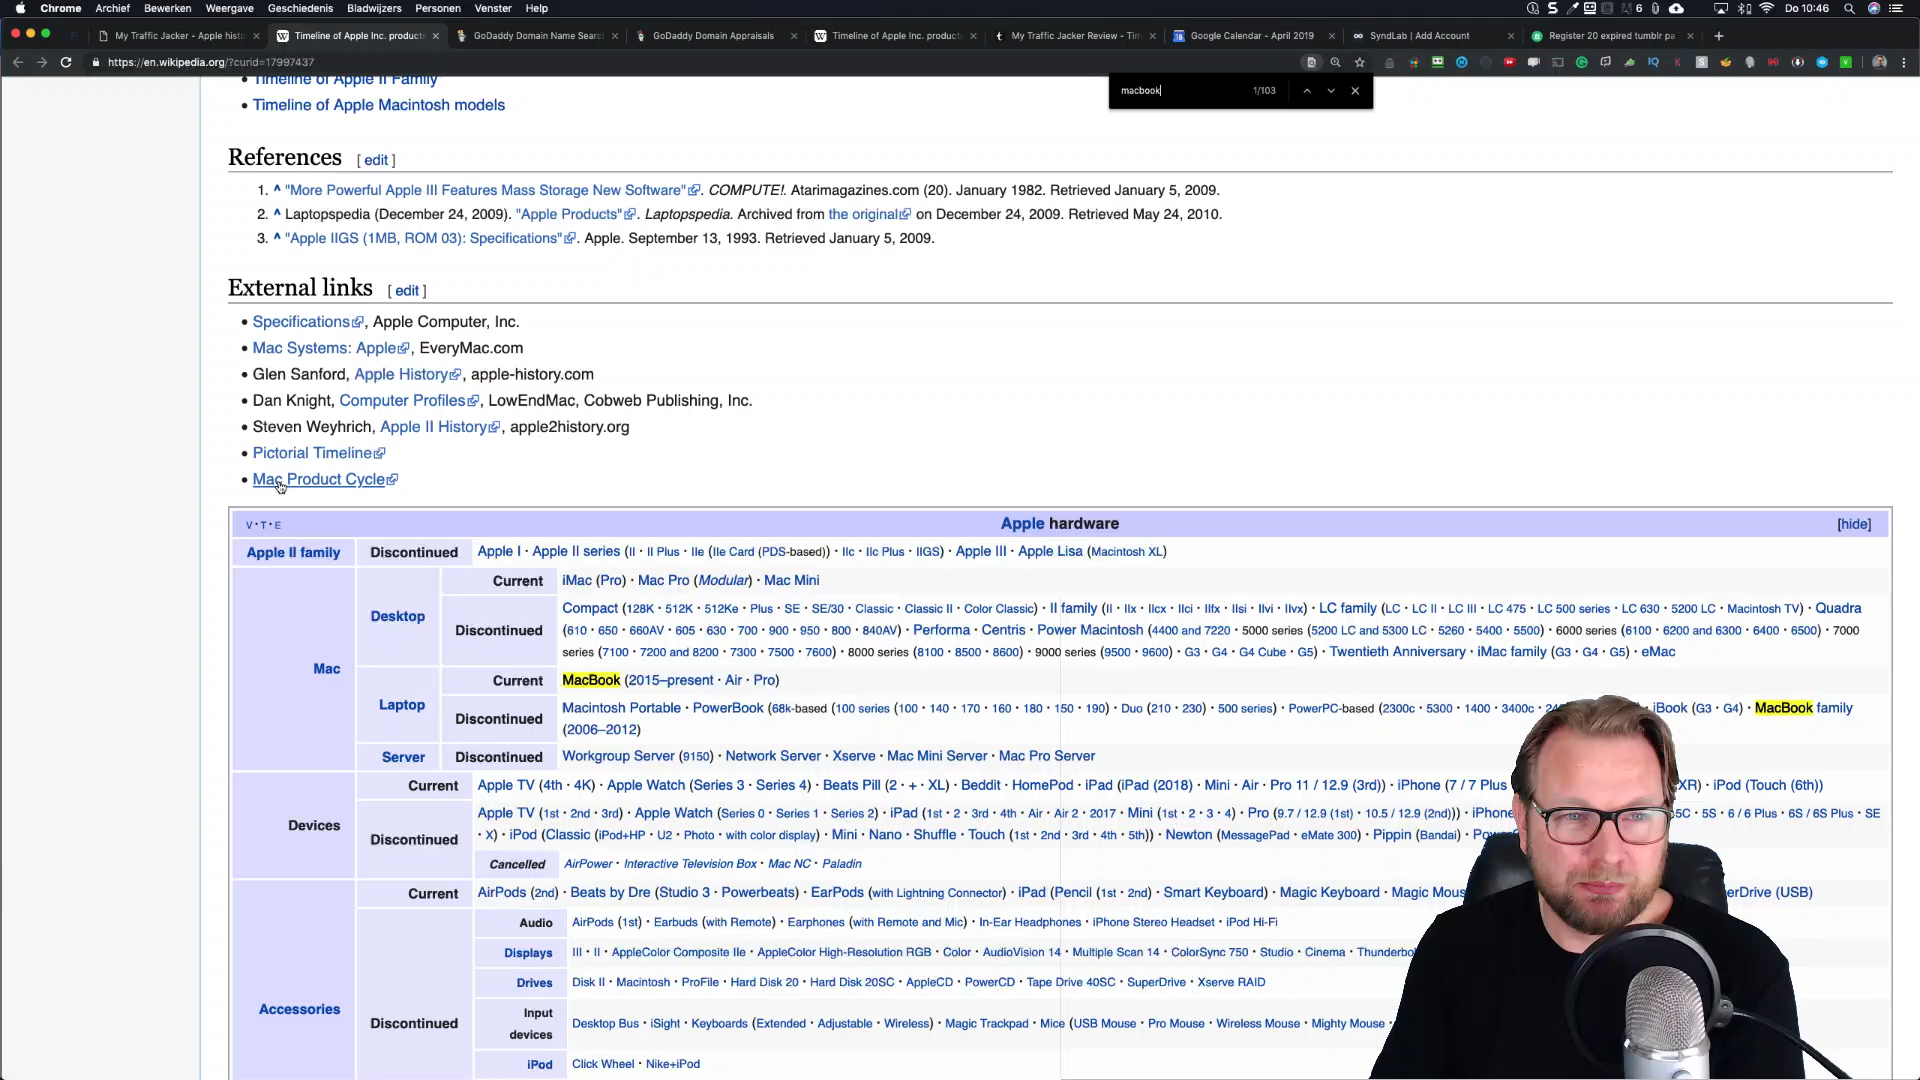 Chrome Archief Bewerken Weergave Geschiedenis Bladwijzers Personen Venster Help 6 Do 10:46
My Traffic Jacker - Apple histo Timeline of Apple Inc. products GoDaddy Domain Name Searc GoDaddy Domain Appraisals Timeline of Apple Inc. products My Traffic Jacker Review - Tim Google Calendar - April 2019 SyndLab | Add Account Register 20 expired tumblr pa
https://en.wikipedia.org/?curid=17997437
macbook 1/103
• Timeline of Apple II Family
• Timeline of Apple Macintosh models
References [ edit ]
1. ^ "More Powerful Apple III Features Mass Storage New Software". COMPUTE!. Atarimagazines.com (20). January 1982. Retrieved January 5, 2009.
2. ^ Laptopspedia (December 24, 2009). "Apple Products". Laptopspedia. Archived from the original on December 24, 2009. Retrieved May 24, 2010.
3. ^ "Apple IIGS (1MB, ROM 03): Specifications". Apple. September 13, 1993. Retrieved January 5, 2009.
External links [ edit ]
• Specifications, Apple Computer, Inc.
• Mac Systems: Apple, EveryMac.com
• Glen Sanford, Apple History, apple-history.com
• Dan Knight, Computer Profiles, LowEndMac, Cobweb Publishing, Inc.
• Steven Weyhrich, Apple II History, apple2history.org
• Pictorial Timeline
• Mac Product Cycle
V · T · E Apple hardware [hide]
Apple II family Discontinued Apple I · Apple II series (II · II Plus · IIe (IIe Card (PDS-based)) · IIc · IIc Plus · IIGS) · Apple III · Apple Lisa (Macintosh XL)
Mac Desktop Current iMac (Pro) · Mac Pro (Modular) · Mac Mini
Discontinued Compact (128K · 512K · 512Ke · Plus · SE · SE/30 · Classic · Classic II · Color Classic) · II family (II · IIx · IIcx · IIci · IIfx · IIsi · IIvi · IIvx) · LC family (LC · LC II · LC III · LC 475 · LC 500 series · LC 630 · 5200 LC · Macintosh TV) · Quadra
(610 · 650 · 660AV · 605 · 630 · 700 · 900 · 950 · 800 · 840AV) · Performa · Centris · Power Macintosh (4400 and 7220 · 5000 series (5200 LC and 5300 LC · 5260 · 5400 · 5500) · 6000 series (6100 · 6200 and 6300 · 6400 · 6500) · 7000
series (7100 · 7200 and 8200 · 7300 · 7500 · 7600) · 8000 series (8100 · 8500 · 8600) · 9000 series (9500 · 9600) · G3 · G4 · G4 Cube · G5) · Twentieth Anniversary · iMac family (G3 · G4 · G5) · eMac
Laptop Current MacBook (2015–present · Air · Pro)
Discontinued Macintosh Portable · PowerBook (68k-based (100 series (100 · 140 · 170 · 160 · 180 · 150 · 190) · Duo (210 · 230) · 500 series) · PowerPC-based (2300c · 5300 · 1400 · 3400c · iBook (G3 · G4) · MacBook family
(2006–2012)
Server Discontinued Workgroup Server (9150) · Network Server · Xserve · Mac Mini Server · Mac Pro Server
Devices Current Apple TV (4th · 4K) · Apple Watch (Series 3 · Series 4) · Beats Pill (2 · + · XL) · Beddit · HomePod · iPad (iPad (2018) · Mini · Air · Pro 11 / 12.9 (3rd)) · iPhone (7 / 7 Plus XR) · iPod (Touch (6th))
Discontinued Apple TV (1st · 2nd · 3rd) · Apple Watch (Series 0 · Series 1 · Series 2) · iPad (1st · 2 · 3rd · 4th · Air · Air 2 · 2017 · Mini (1st · 2 · 3 · 4) · Pro (9.7 / 12.9 (1st) · 10.5 / 12.9 (2nd))) · iPhone 5C · 5S · 6 / 6 Plus · 6S / 6S Plus · SE
· X) · iPod (Classic (iPod+HP · U2 · Photo · with color display) · Mini · Nano · Shuffle · Touch (1st · 2nd · 3rd · 4th · 5th)) · Newton (MessagePad · eMate 300) · Pippin (Bandai) ·
Cancelled AirPower · Interactive Television Box · Mac NC · Paladin
Accessories Current AirPods (2nd) · Beats by Dre (Studio 3 · Powerbeats) · EarPods (with Lightning Connector) · iPad (Pencil (1st · 2nd) · Smart Keyboard) · Magic Keyboard · Magic (USB)
Discontinued Audio AirPods (1st) · Earbuds (with Remote) · Earphones (with Remote and Mic) · In-Ear Headphones · iPhone Stereo Headset · iPod Hi-Fi
Displays III · II · AppleColor Composite IIe · AppleColor High-Resolution RGB · Color · AudioVision 14 · Multiple Scan 14 · ColorSync 750 · Studio · Cinema ·
Drives Disk II · Macintosh · ProFile · Hard Disk 20 · Hard Disk 20SC · AppleCD · PowerCD · Tape Drive 40SC · SuperDrive · Xserve RAID
Input devices Desktop Bus · iSight · Keyboards (Extended · Adjustable · Wireless) · Magic Trackpad · Mice (USB Mouse · Pro Mouse · Wireless Mouse · Mighty Mouse ·
iPod Click Wheel · Nike+iPod